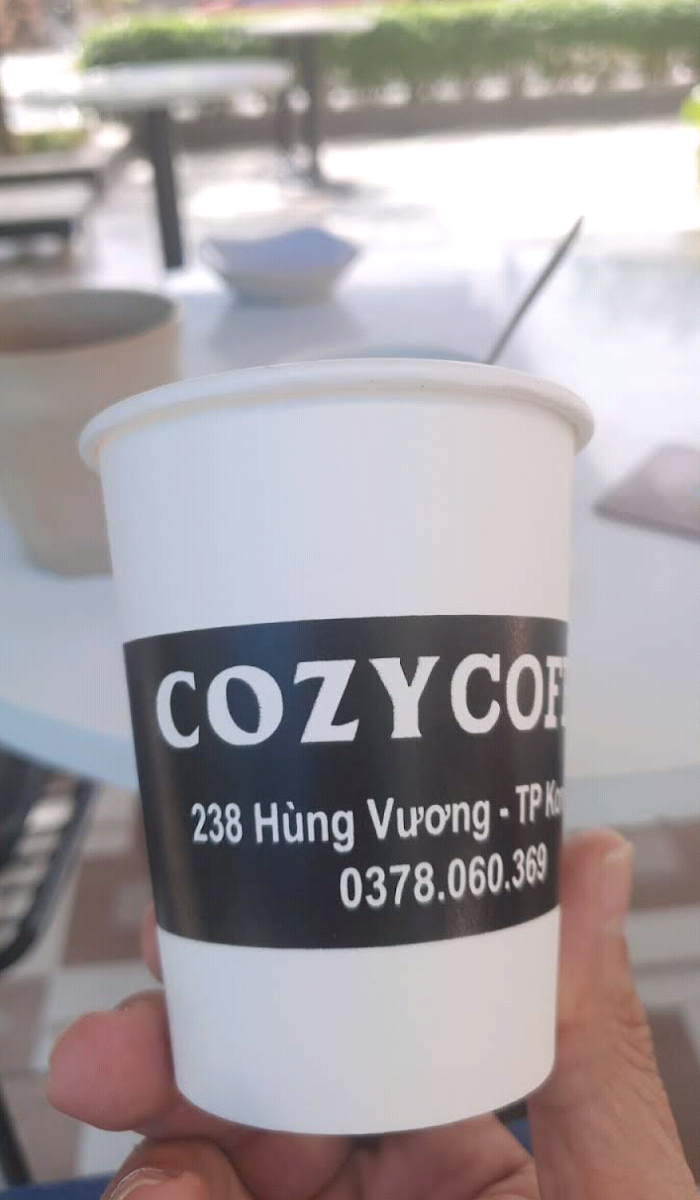 COZYCOF
238 Hùng Vương - TP Ko
0378.060.369